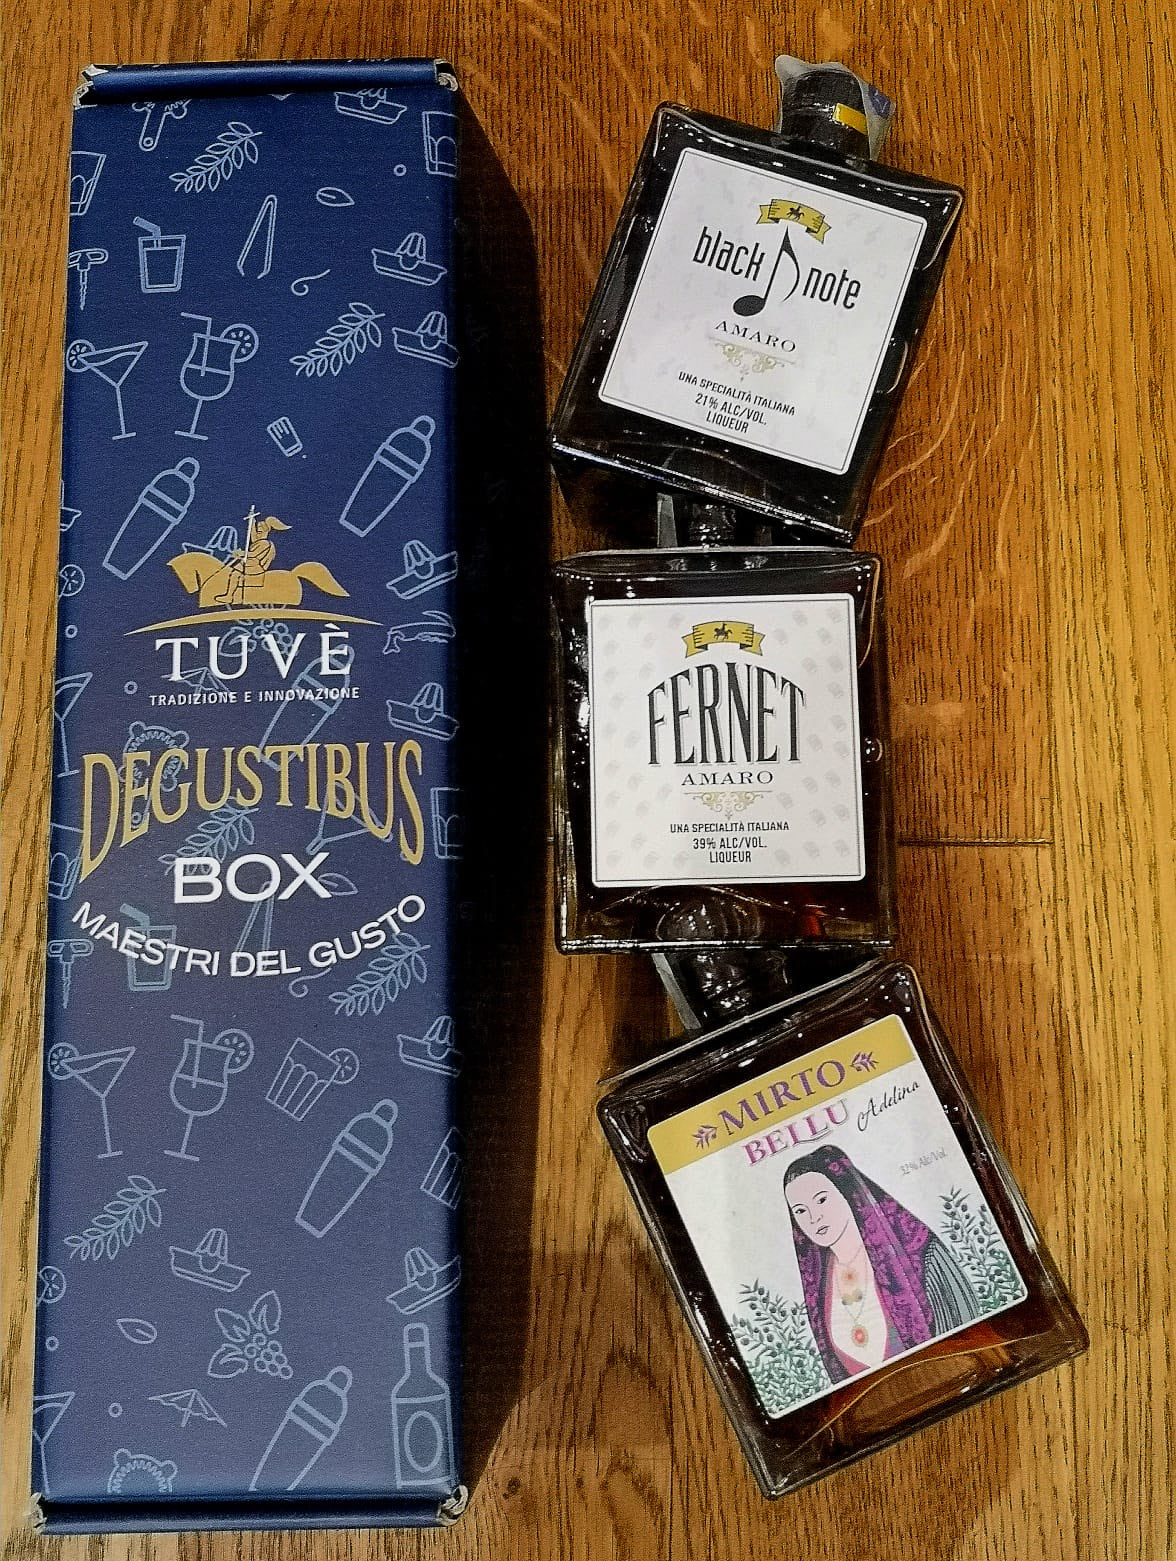 TUVÈ
TRADIZIONE E INNOVAZIONE
DEGUSTIBUS
BOX
MAESTRI DEL GUSTO
black note
AMARO
UNA SPECIALITÀ ITALIANA
21% ALC/VOL.
LIQUEUR
FERNET
AMARO
UNA SPECIALITÀ ITALIANA
39% ALC/VOL.
LIQUEUR
MIRTO
BELLU Adelina
32% Alc/Vol